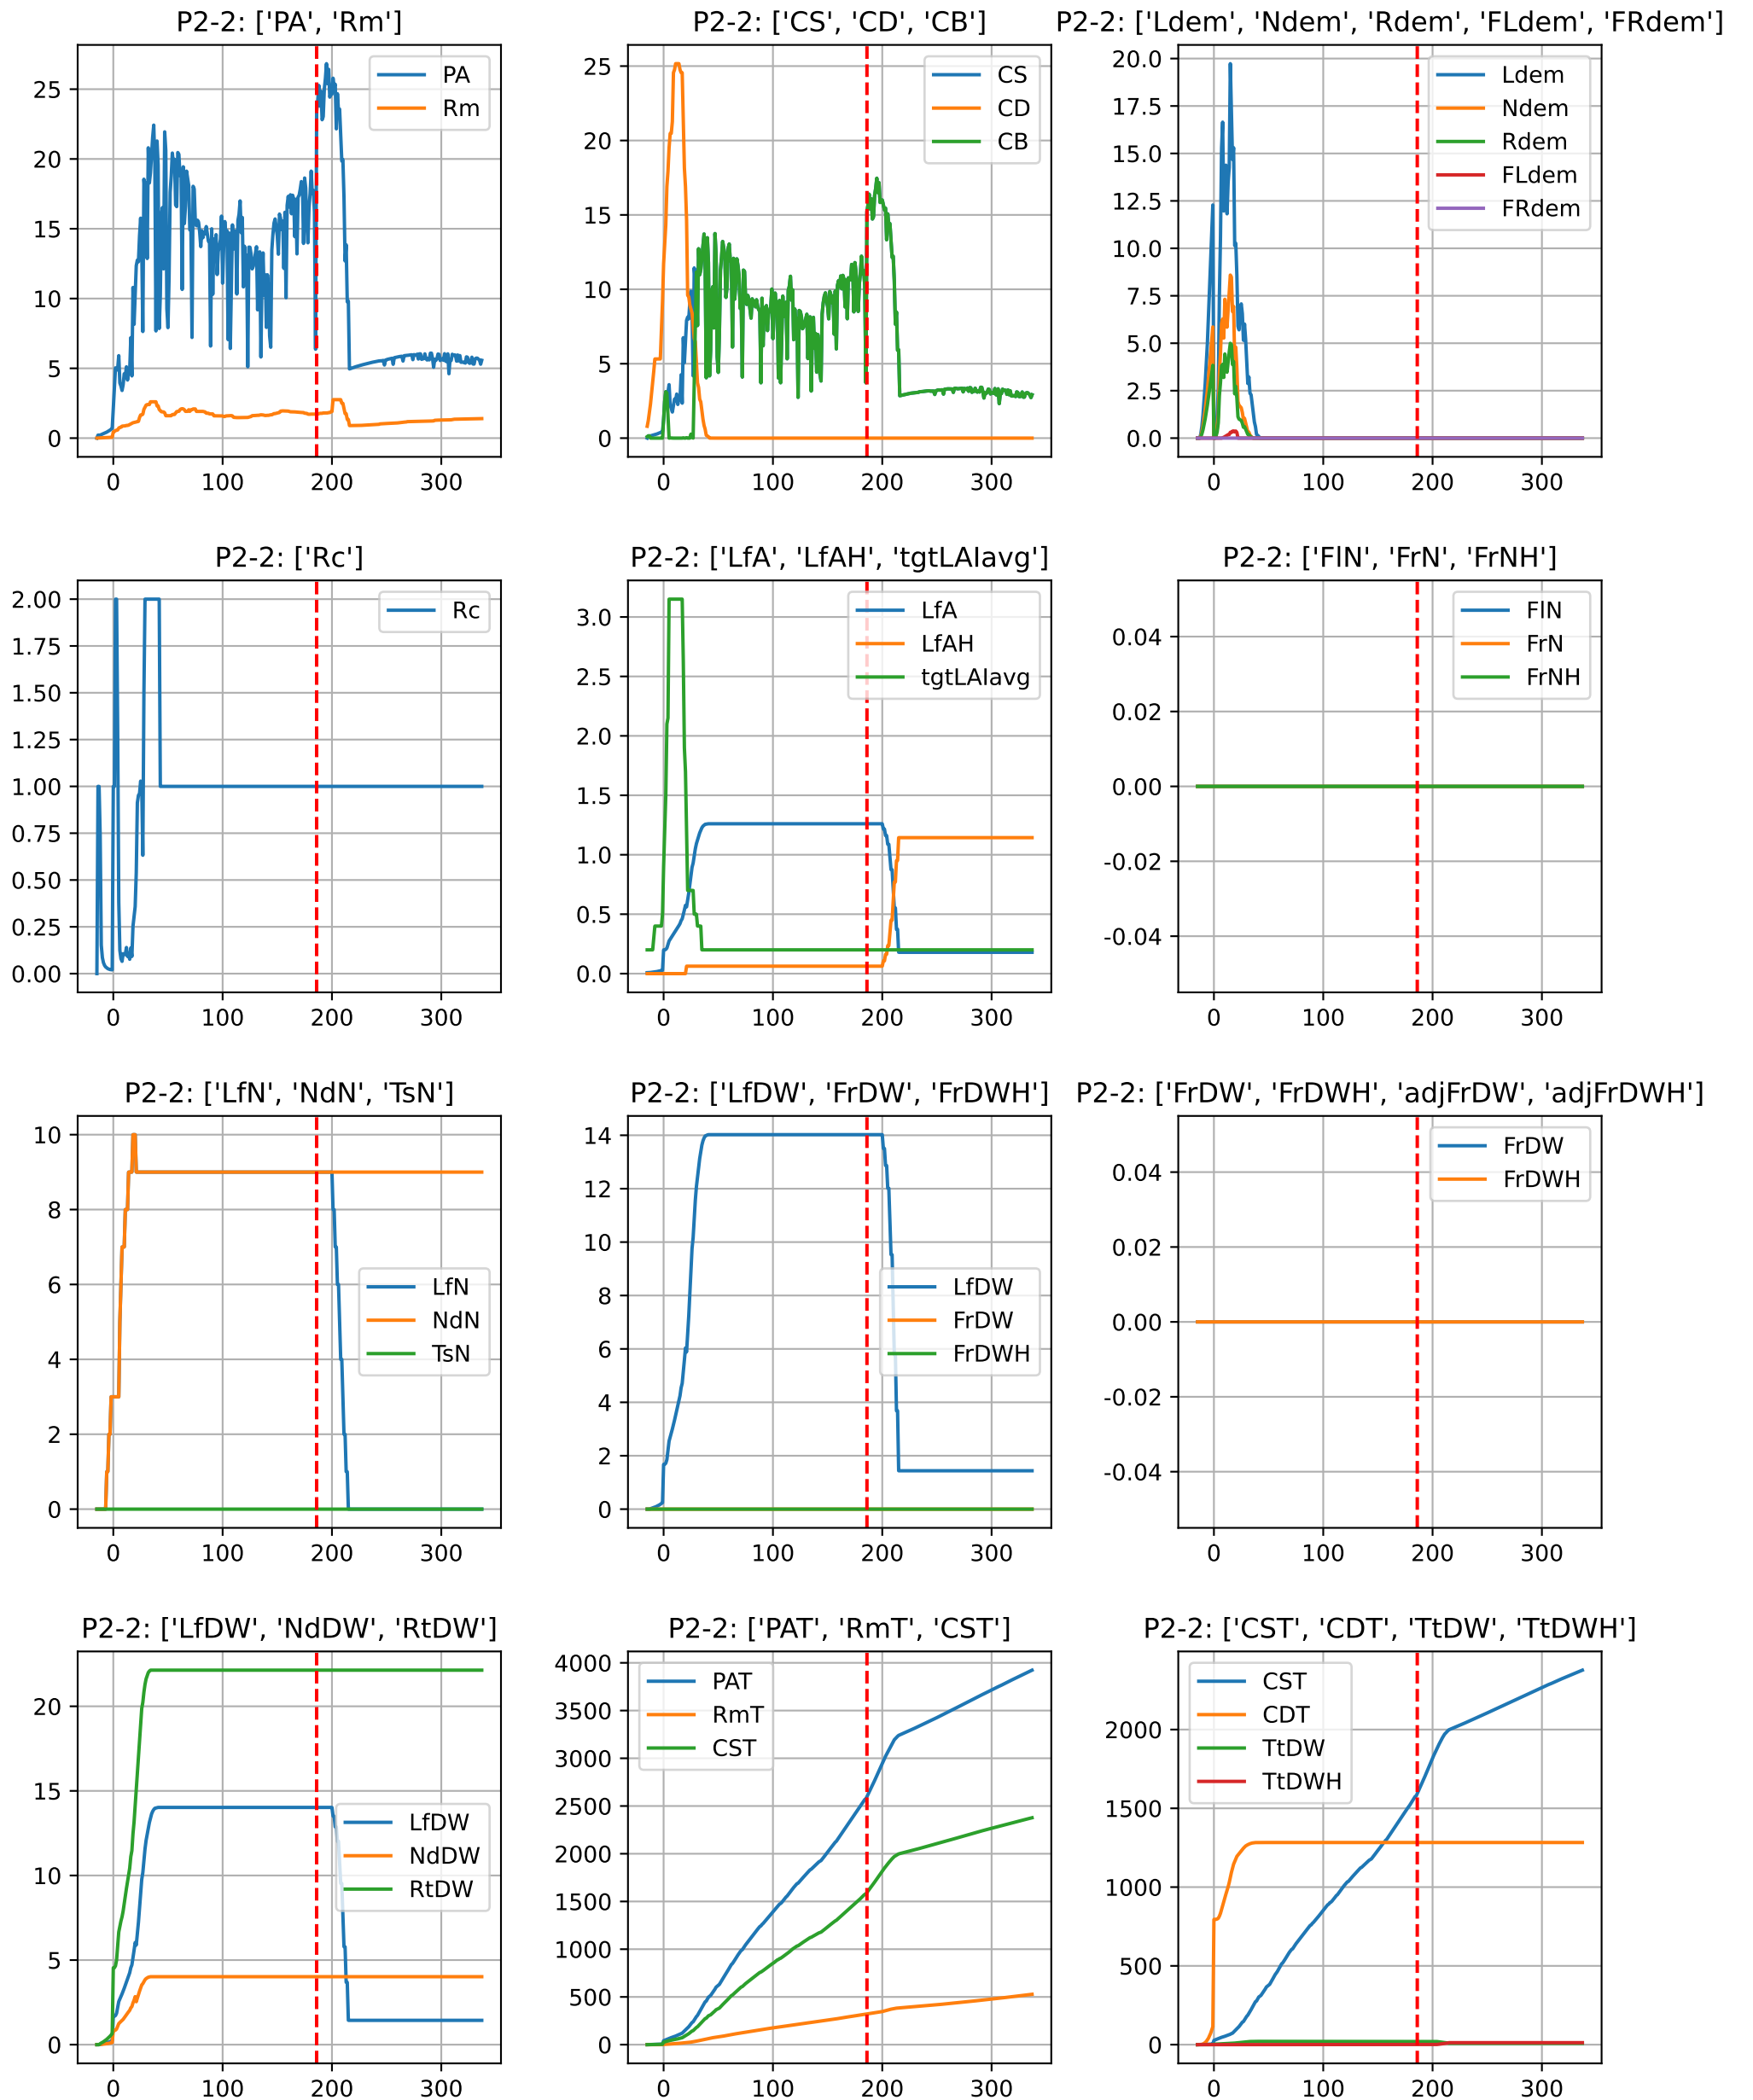 P2-2: ['PA', 'Rm']
25
20
15
10
5
0
PA
Rm
0 100 200 300
P2-2: ['CS', 'CD', 'CB']
25
20
15
10
5
0
CS
CD
CB
0 100 200 300
P2-2: ['Ldem', 'Ndem', 'Rdem', 'FLdem', 'FRdem']
20.0
17.5
15.0
12.5
10.0
7.5
5.0
2.5
0.0
Ldem
Ndem
Rdem
FLdem
FRdem
0 100 200 300
P2-2: ['Rc']
2.00
1.75
1.50
1.25
1.00
0.75
0.50
0.25
0.00
Rc
0 100 200 300
P2-2: ['LfA', 'LfAH', 'tgtLAIavg']
3.0
2.5
2.0
1.5
1.0
0.5
0.0
LfA
LfAH
tgtLAIavg
0 100 200 300
P2-2: ['FlN', 'FrN', 'FrNH']
0.04
0.02
0.00
-0.02
-0.04
FlN
FrN
FrNH
0 100 200 300
P2-2: ['LfN', 'NdN', 'TsN']
10
8
6
4
2
0
LfN
NdN
TsN
0 100 200 300
P2-2: ['LfDW', 'FrDW', 'FrDWH']
14
12
10
8
6
4
2
0
LfDW
FrDW
FrDWH
0 100 200 300
P2-2: ['FrDW', 'FrDWH', 'adjFrDW', 'adjFrDWH']
0.04
0.02
0.00
-0.02
-0.04
FrDW
FrDWH
0 100 200 300
P2-2: ['LfDW', 'NdDW', 'RtDW']
20
15
10
5
0
LfDW
NdDW
RtDW
0 100 200 300
P2-2: ['PAT', 'RmT', 'CST']
4000
3500
3000
2500
2000
1500
1000
500
0
PAT
RmT
CST
0 100 200 300
P2-2: ['CST', 'CDT', 'TtDW', 'TtDWH']
2000
1500
1000
500
0
CST
CDT
TtDW
TtDWH
0 100 200 300